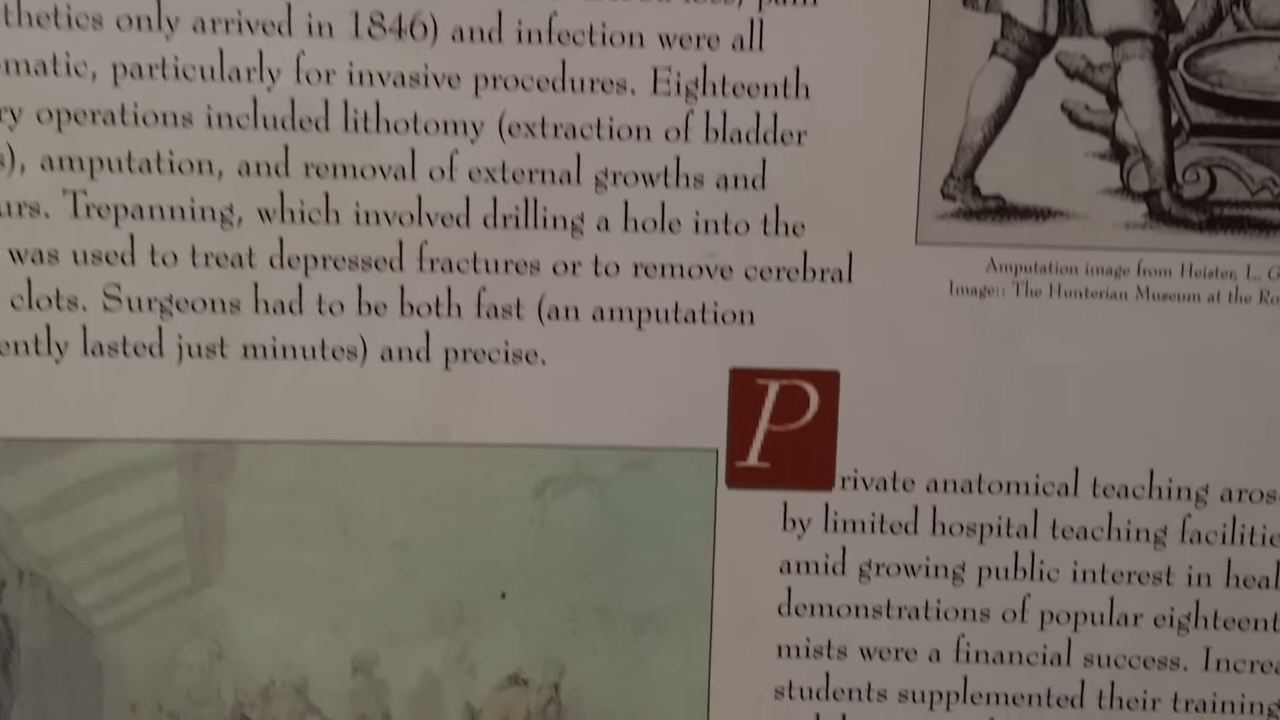 thetics only arrived in 1846) and infection were all
matic, particularly for invasive procedures. Eighteenth
ry operations included lithotomy (extraction of bladder
s), amputation, and removal of external growths and
urs. Trepanning, which involved drilling a hole into the
was used to treat depressed fractures or to remove cerebral
clots. Surgeons had to be both fast (an amputation
ently lasted just minutes) and precise.
Amputation image from Heister, L. G
Image:: The Hunterian Museum at the Ro
Private anatomical teaching aros
by limited hospital teaching facilitie
amid growing public interest in heal
demonstrations of popular eighteent
mists were a financial success. Increa
students supplemented their training